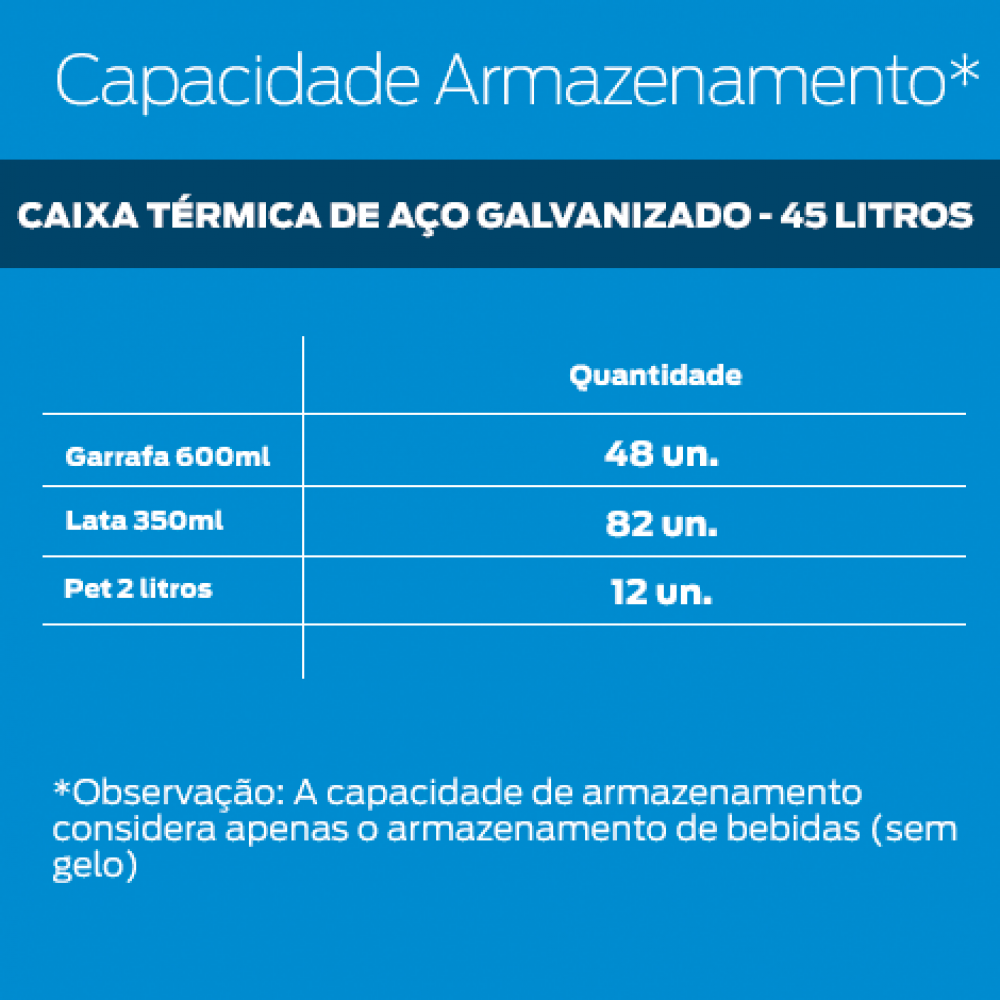 Capacidade Armazenamento*
CAIXA TÉRMICA DE AÇO GALVANIZADO - 45 LITROS
Quantidade
Garrafa 600ml 48 un.
Lata 350ml 82 un.
Pet 2 litros 12 un.
*Observação: A capacidade de armazenamento
considera apenas o armazenamento de bebidas (sem
gelo)